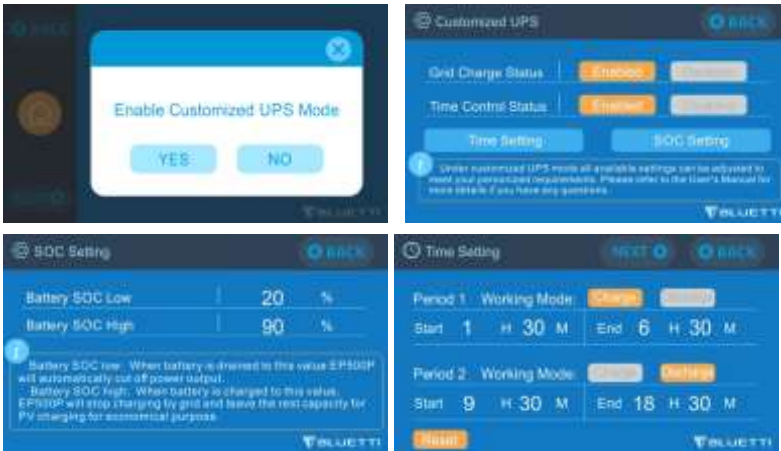 Enable Customized UPS Mode
YES NO
BLUETTI
Customized UPS BACK
Grid Charge Status Enabled
Time Control Status Enabled
Time Setting SOC Setting
Under customized UPS mode all available settings can be adjusted to
meet your personized requirements. Please refer to the User's Manual for
more details if you have any questions.
BLUETTI
SOC Setting BACK
Battery SOC Low 20 %
Battery SOC High 90 %
Battery SOC low: When battery is drained to this value EP500P
will automatically cut off power output.
Battery SOC high: When battery is charged to this value,
EP500P will stop charging by grid and leave the rest capacity for
PV charging for economical purpose.
BLUETTI
Time Setting NEXT BACK
Period 1 Working Mode: Charge
Start 1 H 30 M End 6 H 30 M
Period 2 Working Mode: Discharge
Start 9 H 30 M End 18 H 30 M
Reset
BLUETTI